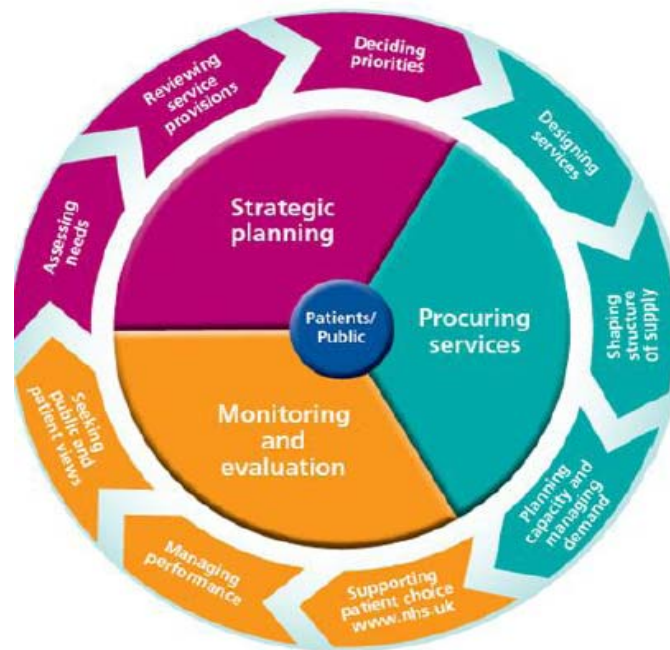 Deciding
priorities
Designing
services
Shaping
structure
of supply
Planning
capacity and
managing
demand
Supporting
patient choice
www.nhs.uk
Managing
performance
Seeking
public and
patient views
Assessing
needs
Reviewing
service
provisions
Strategic
planning
Procuring
services
Monitoring
and
evaluation
Patients/
Public